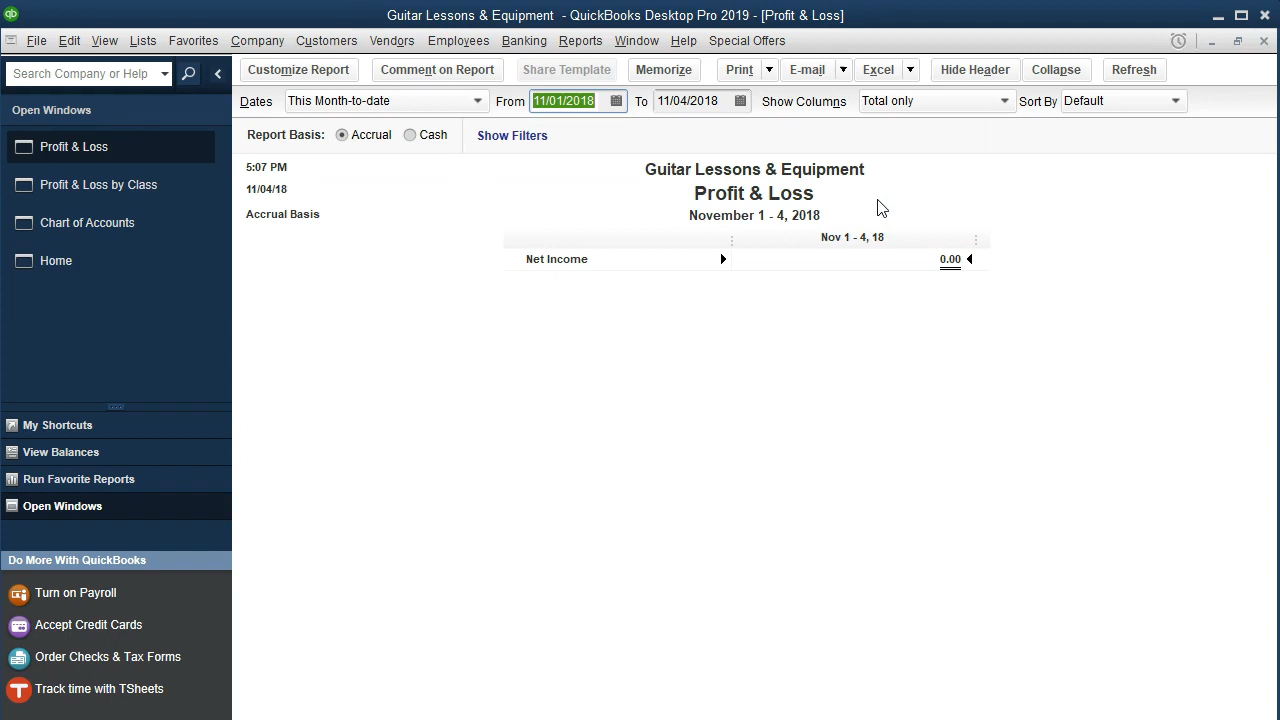 qb
Guitar Lessons & Equipment - QuickBooks Desktop Pro 2019 - [Profit & Loss]
File Edit View Lists Favorites Company Customers Vendors Employees Banking Reports Window Help Special Offers
Search Company or Help
Customize Report Comment on Report Share Template Memorize Print E-mail Excel Hide Header Collapse Refresh
Dates This Month-to-date From 11/01/2018 To 11/04/2018 Show Columns Total only Sort By Default
Report Basis: Accrual Cash Show Filters
Open Windows
Profit & Loss
Profit & Loss by Class
Chart of Accounts
Home
My Shortcuts
View Balances
Run Favorite Reports
Open Windows
Do More With QuickBooks
Turn on Payroll
Accept Credit Cards
Order Checks & Tax Forms
T Track time with TSheets
5:07 PM
11/04/18
Accrual Basis
Guitar Lessons & Equipment
Profit & Loss
November 1 - 4, 2018
Nov 1 - 4, 18
Net Income 0.00